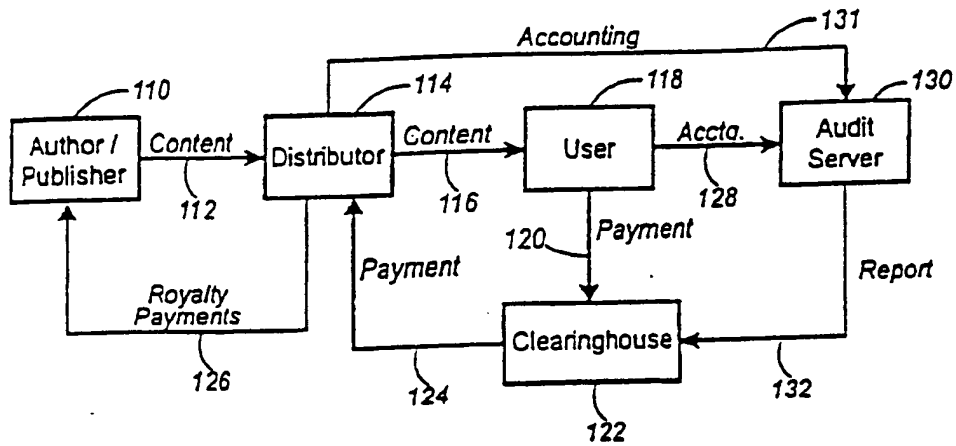 Accounting
131
110
114
118
130
Author /
Publisher
Content
Distributor
Content
User
Accta.
Audit
Server
112
116
128
120
Payment
Payment
Report
Royalty
Payments
Clearinghouse
126
124
132
122